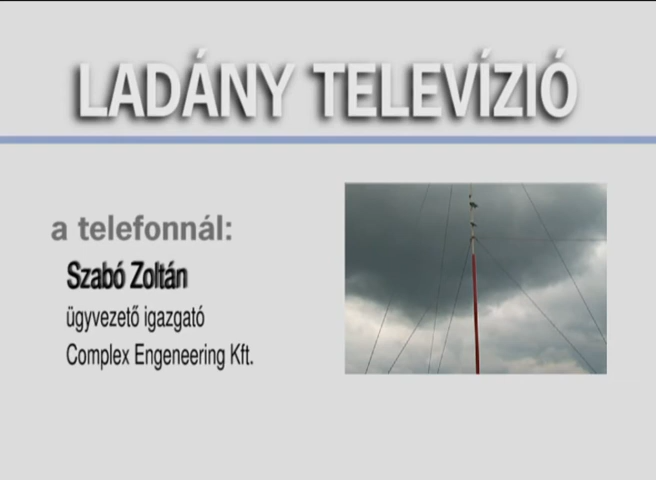 LADÁNY TELEVÍZIÓ
a telefonnál:
Szabó Zoltán
ügyvezető igazgató
Complex Engeneering Kft.